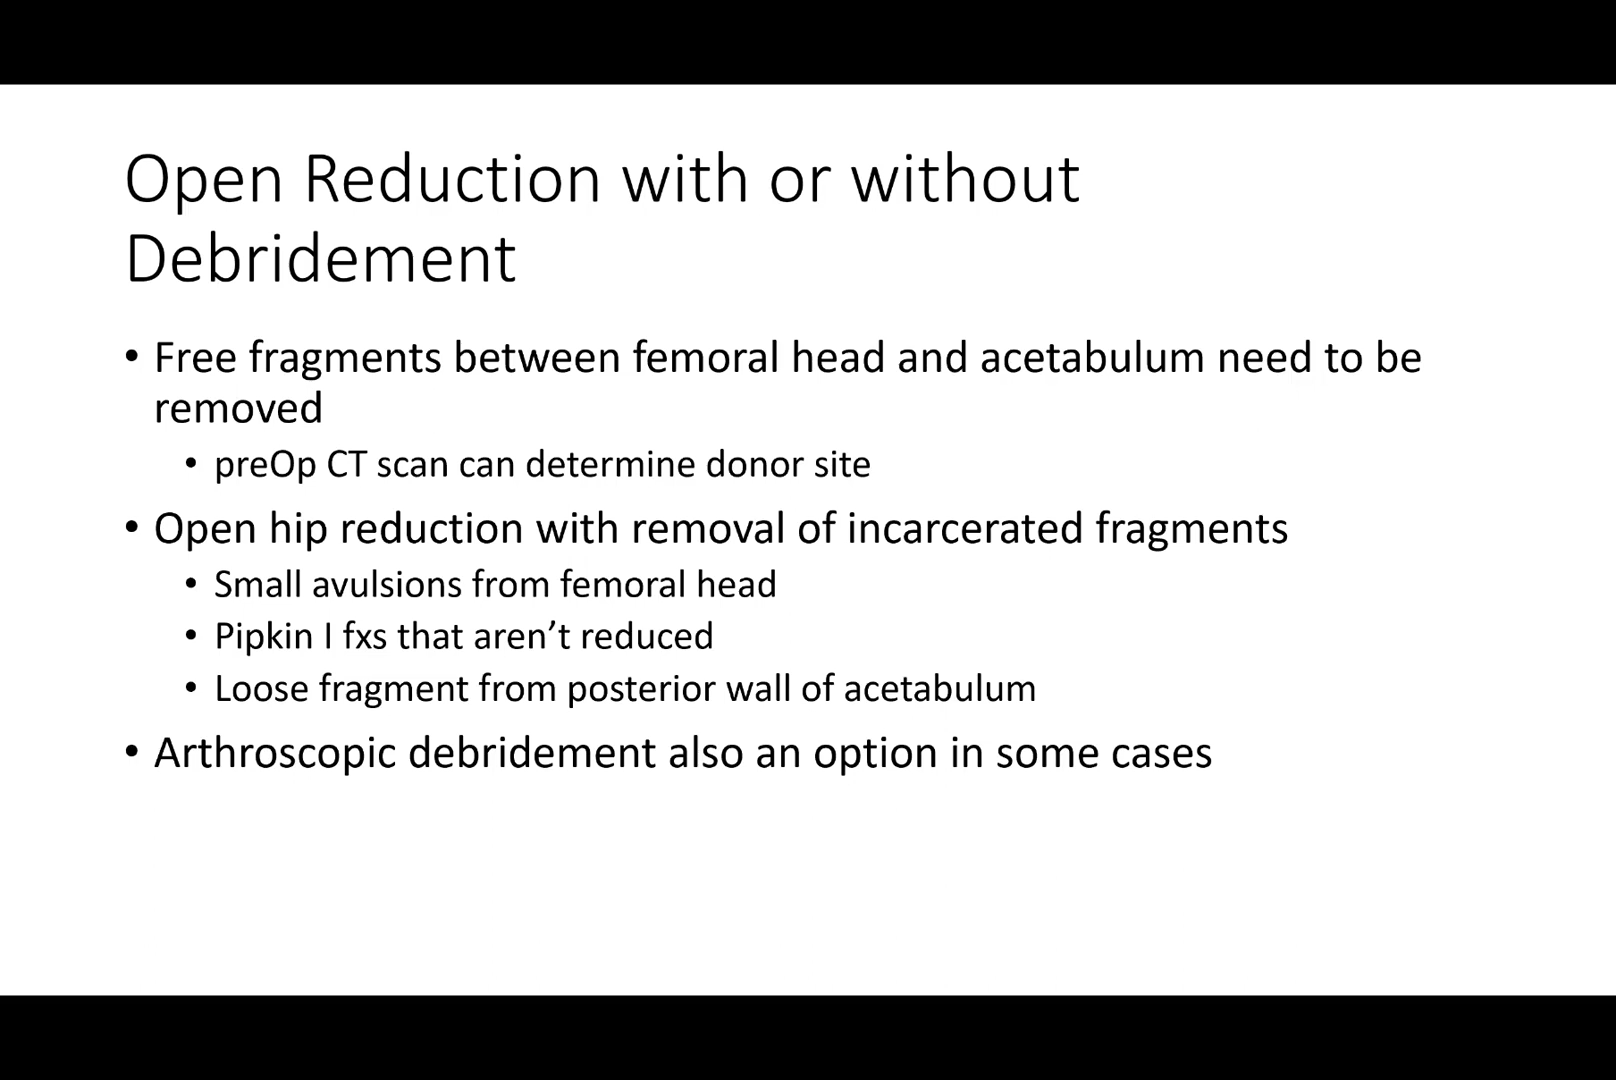 Open Reduction with or without
Debridement
• Free fragments between femoral head and acetabulum need to be
removed
• preOp CT scan can determine donor site
• Open hip reduction with removal of incarcerated fragments
• Small avulsions from femoral head
• Pipkin I fxs that aren’t reduced
• Loose fragment from posterior wall of acetabulum
• Arthroscopic debridement also an option in some cases